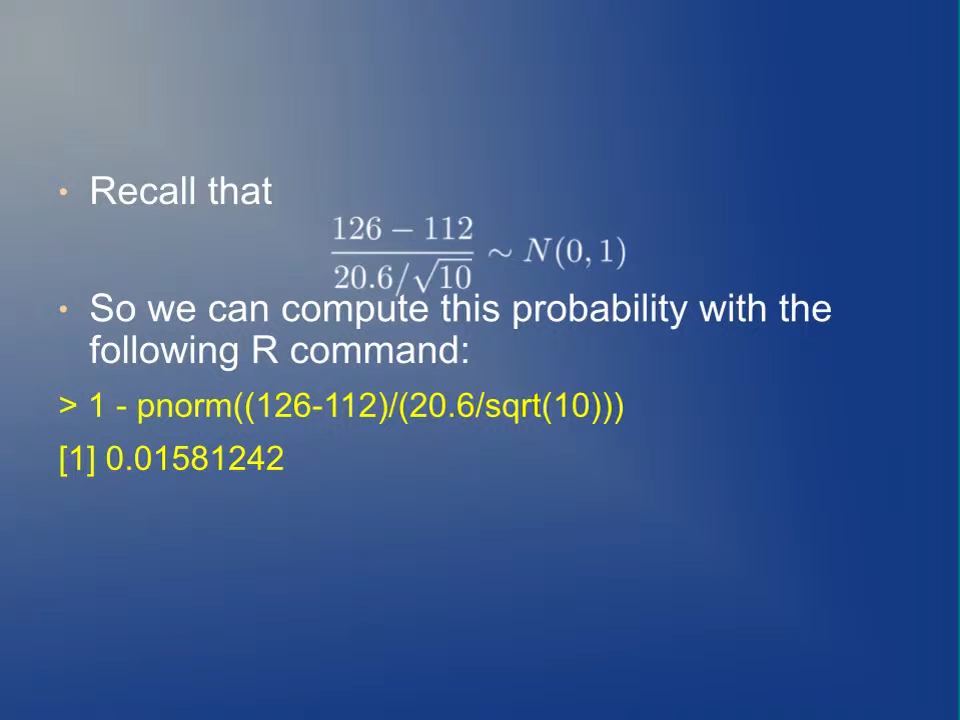 • Recall that
126 − 112
20.6/√10 ∼ N(0, 1)
• So we can compute this probability with the
following R command:
> 1 - pnorm((126-112)/(20.6/sqrt(10)))
[1] 0.01581242